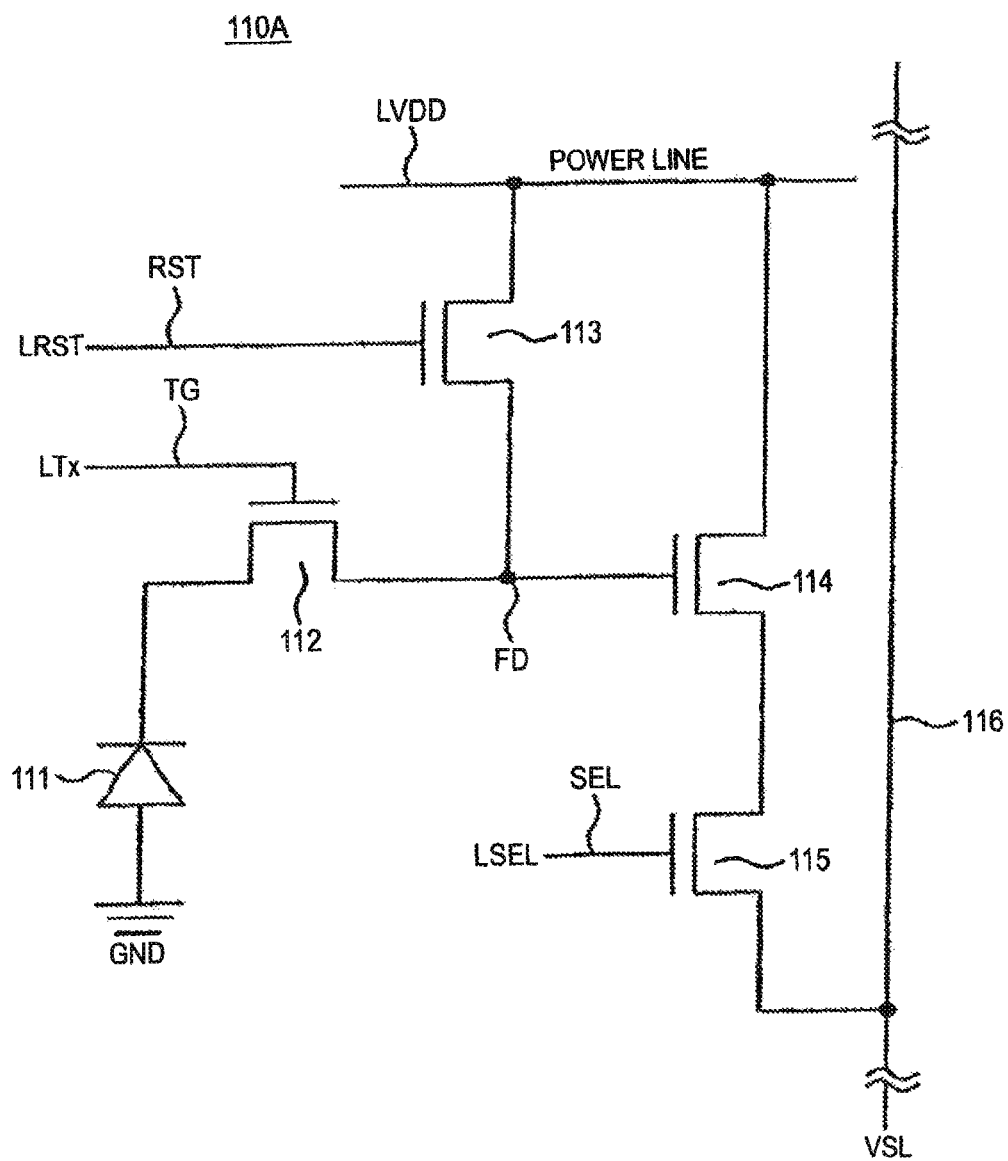 110A
LVDD
POWER LINE
RST
LRST
113
TG
LTx
112
FD
114
111
116
SEL
LSEL
115
GND
VSL